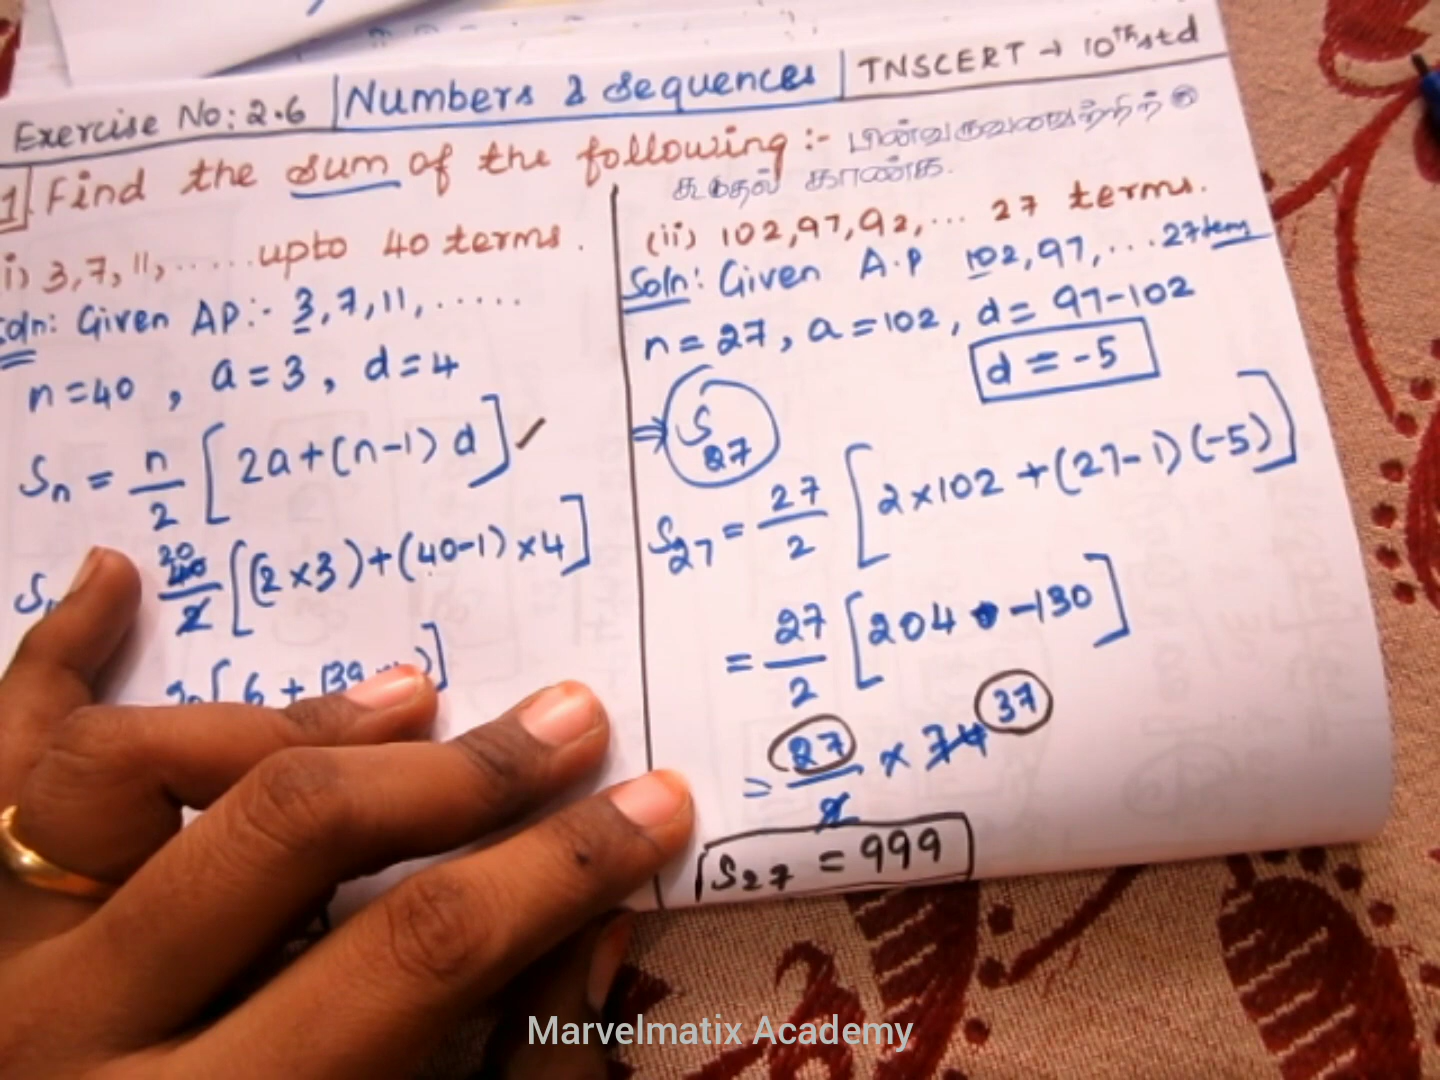 Exercise No: 2.6 | Numbers & Sequences | TNSCERT → 10th std
1] Find the sum of the following :- பின்வருவனவற்றின்
கூடுதல் காண்க.
i) 3,7,11,...... upto 40 terms.
Soln: Given AP:- 3,7,11,.....
n=40, a=3, d=4
Sn = n/2 [2a+(n-1)d] ✓
20
40/2 [(2×3)+(40-1)×4]
[6 + (39
(ii) 102,97,92,... 27 terms.
Soln: Given A.P 102,97,...27terms
n=27, a=102, d=97-102
d=-5
⇒ S27
S27 = 27/2 [2×102+(27-1)(-5)]
= 27/2 [204 -130]
= 27/2 × 74 37
S27 = 999
Marvelmatix Academy